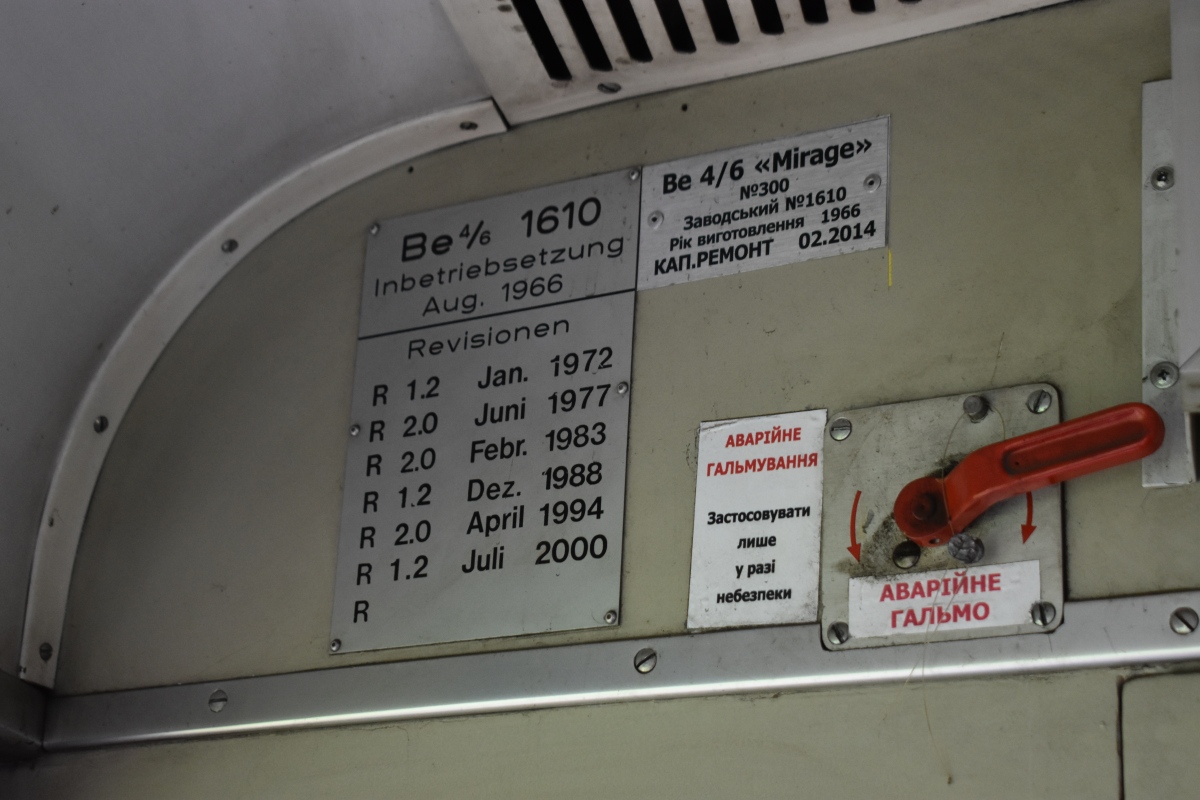 Be 4/6 1610
Inbetriebsetzung
Aug. 1966
Revisionen
R 1.2 Jan. 1972
R 2.0 Juni 1977
R 2.0 Febr. 1983
R 1.2 Dez. 1988
R 2.0 April 1994
R 1.2 Juli 2000
R
Be 4/6 «Mirage»
№300
Заводський №1610
Рік виготовлення 1966
КАП.РЕМОНТ 02.2014
АВАРІЙНЕ
ГАЛЬМУВАННЯ
Застосовувати
лише
у разі
небезпеки
АВАРІЙНЕ
ГАЛЬМО